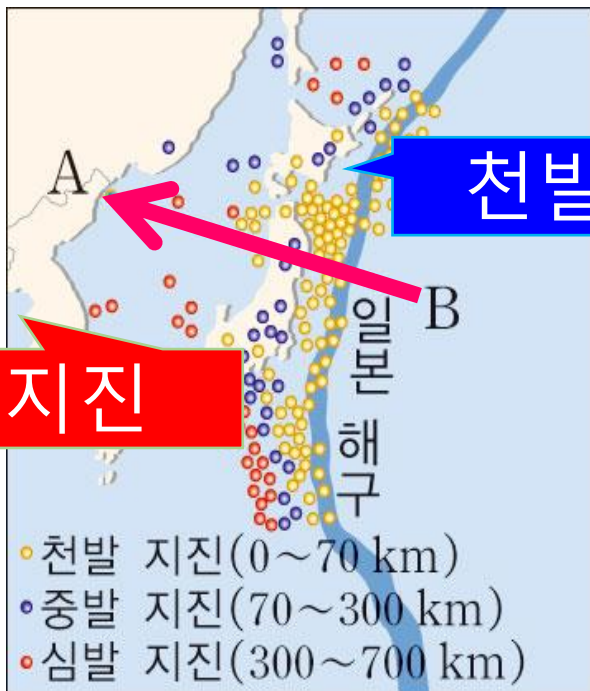 A
천발
B
일본 해구
지진
천발 지진(0~70 km)
중발 지진(70~300 km)
심발 지진(300~700 km)